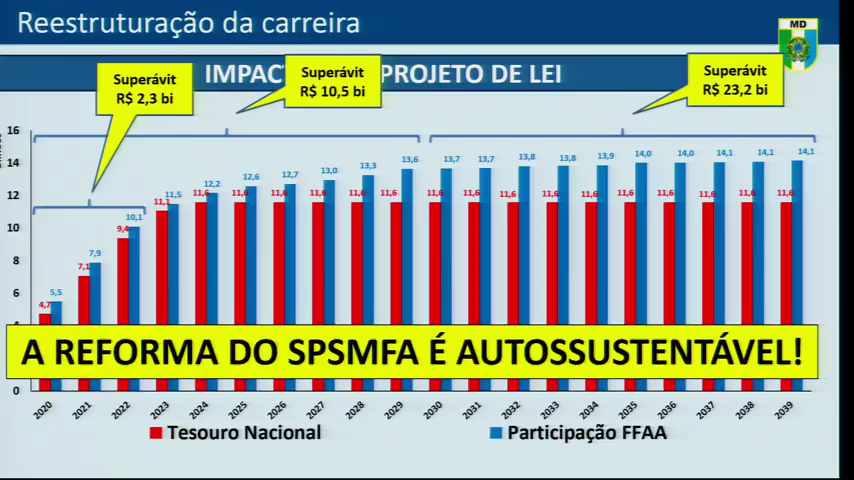 Reestruturação da carreira
MD
IMPAC PROJETO DE LEI
Superávit
R$ 2,3 bi
Superávit
R$ 10,5 bi
Superávit
R$ 23,2 bi
16
14
12
10
8
6
0
4,7 7,1 9,4 11,1 11,6 11,6 11,6 11,6 11,6 11,6 11,6 11,6 11,6 11,6 11,6 11,6 11,6 11,6 11,6 11,6
5,5 7,9 10,1 11,5 12,2 12,6 12,7 13,0 13,3 13,6 13,7 13,7 13,8 13,8 13,9 14,0 14,0 14,1 14,1 14,1
A REFORMA DO SPSMFA É AUTOSSUSTENTÁVEL!
2020 2021 2022 2023 2024 2025 2026 2027 2028 2029 2030 2031 2032 2033 2034 2035 2036 2037 2038 2039
Tesouro Nacional Participação FFAA